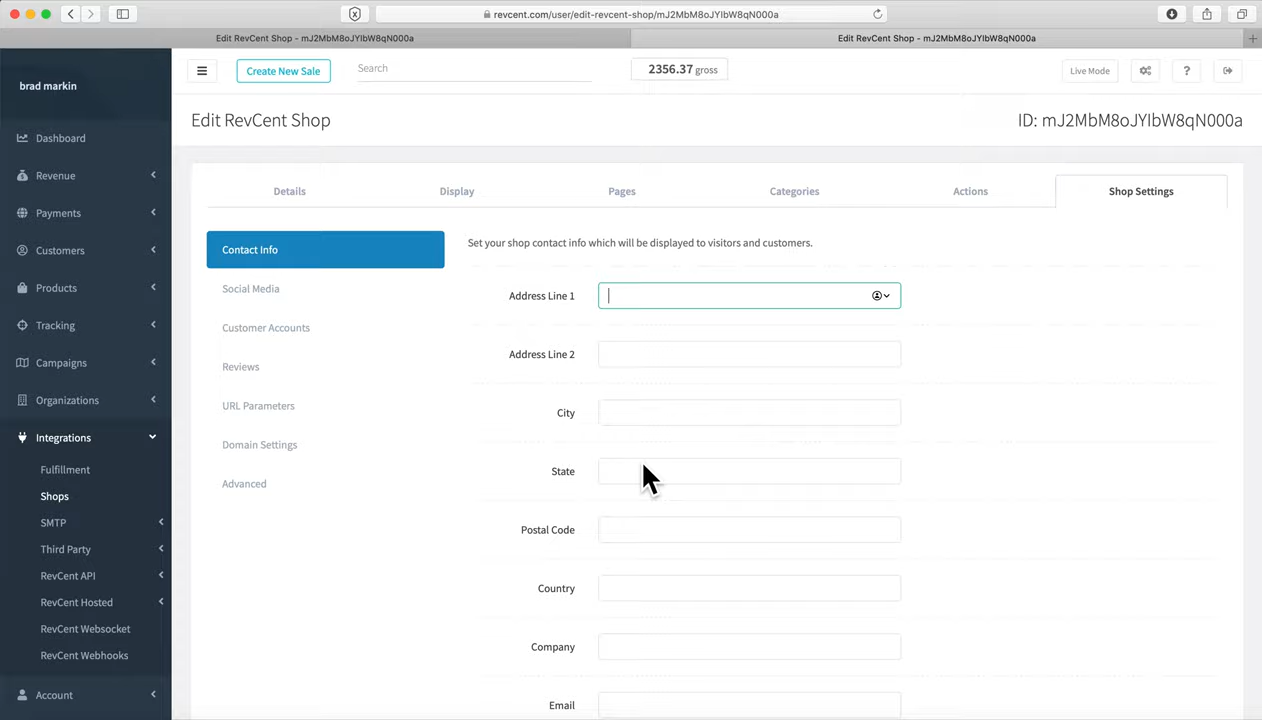 revcent.com/user/edit-revcent-shop/mJ2MbM8oJYIbW8qN000a
Edit RevCent Shop - mJ2MbM8oJYIbW8qN000a
Edit RevCent Shop - mJ2MbM8oJYIbW8qN000a
brad markin
Create New Sale
Search
2356.37 gross
Live Mode
?
Edit RevCent Shop
ID: mJ2MbM8oJYIbW8qN000a
Dashboard
Revenue
Payments
Customers
Products
Tracking
Campaigns
Organizations
Integrations
Fulfillment
Shops
SMTP
Third Party
RevCent API
RevCent Hosted
RevCent Websocket
RevCent Webhooks
Account
Details
Display
Pages
Categories
Actions
Shop Settings
Contact Info
Social Media
Customer Accounts
Reviews
URL Parameters
Domain Settings
Advanced
Set your shop contact info which will be displayed to visitors and customers.
Address Line 1
Address Line 2
City
State
Postal Code
Country
Company
Email